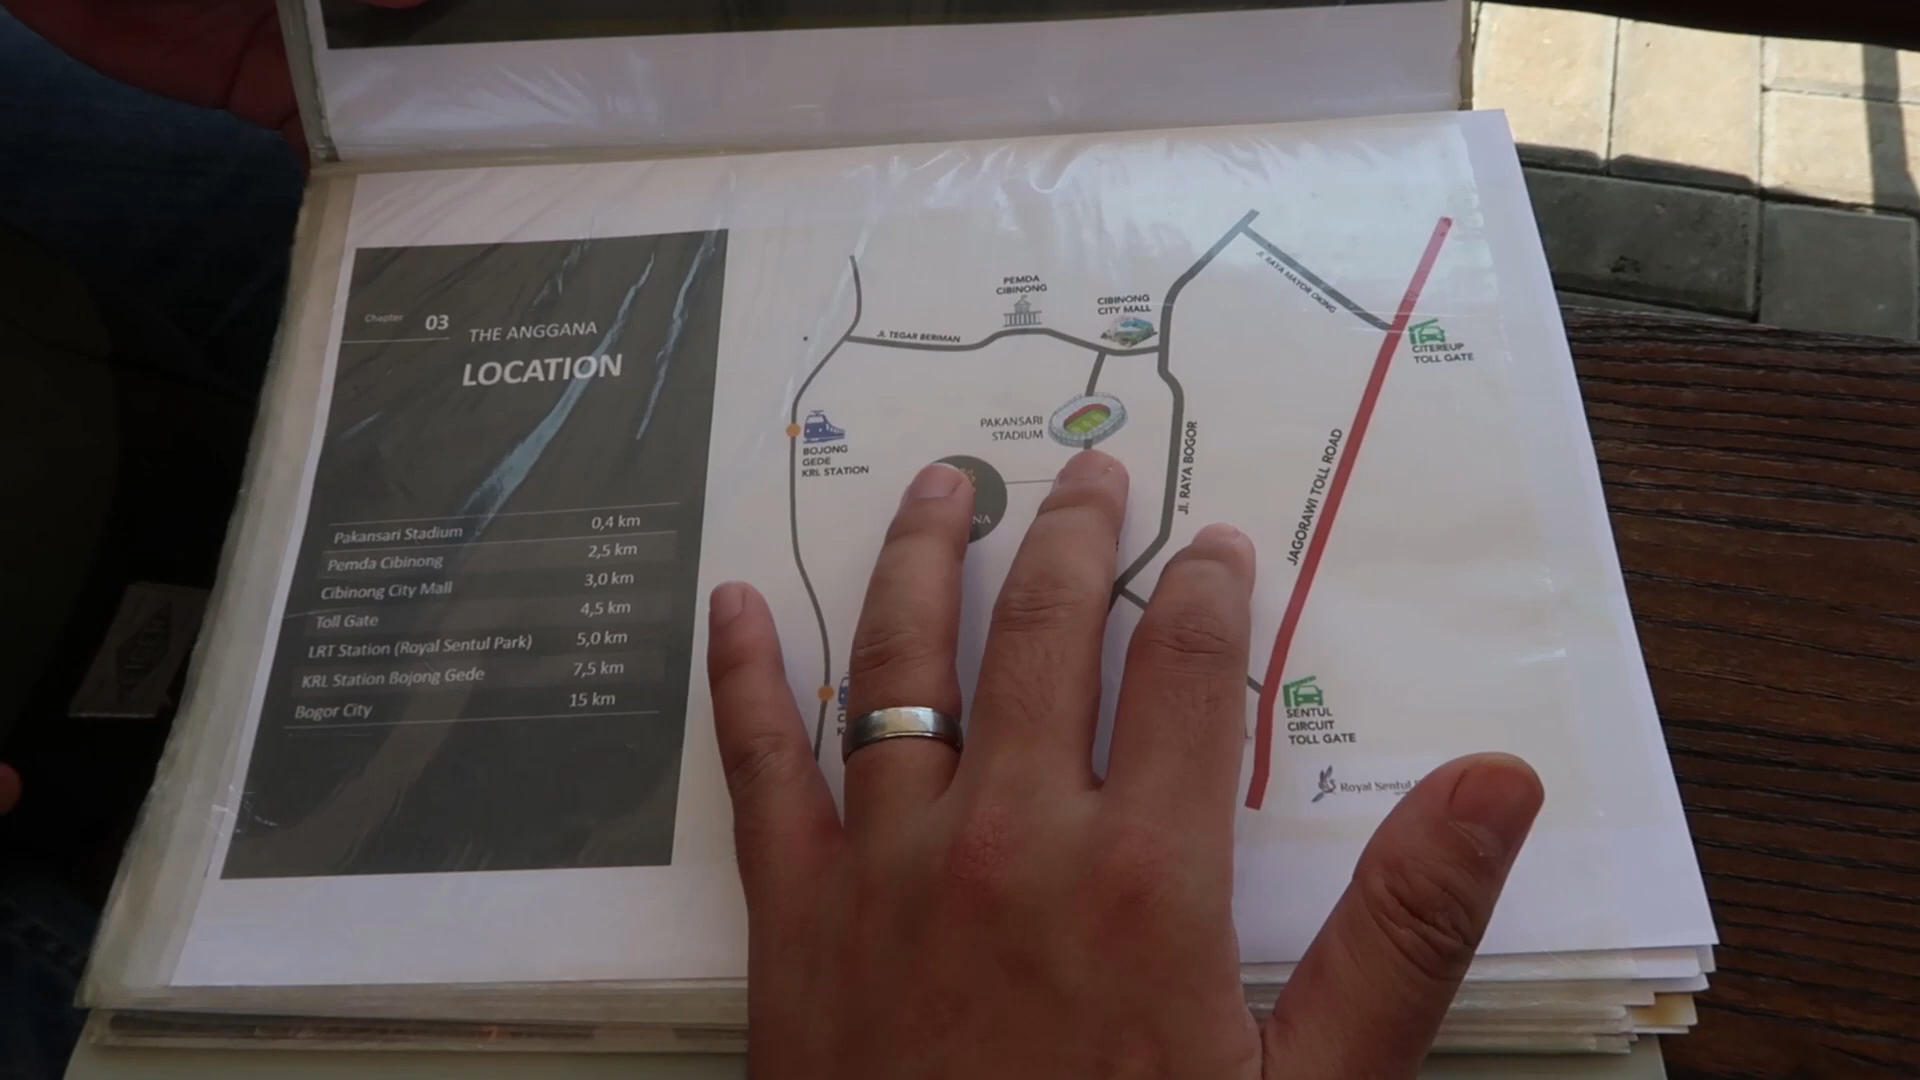 Chapter 03
THE ANGGANA
LOCATION
Pakansari Stadium 0,4 km
Pemda Cibinong 2,5 km
Cibinong City Mall 3,0 km
Toll Gate 4,5 km
LRT Station (Royal Sentul Park) 5,0 km
KRL Station Bojong Gede 7,5 km
Bogor City 15 km
PEMDA
CIBINONG
CIBINONG
CITY MALL
JL TEGAR BERIMAN
JL RAYA MAYOR OKING
CITEREUP
TOLL GATE
PAKANSARI
STADIUM
BOJONG
GEDE
KRL STATION
JL. RAYA BOGOR
JAGORAWI TOLL ROAD
SENTUL
CIRCUIT
TOLL GATE
Royal Sentul